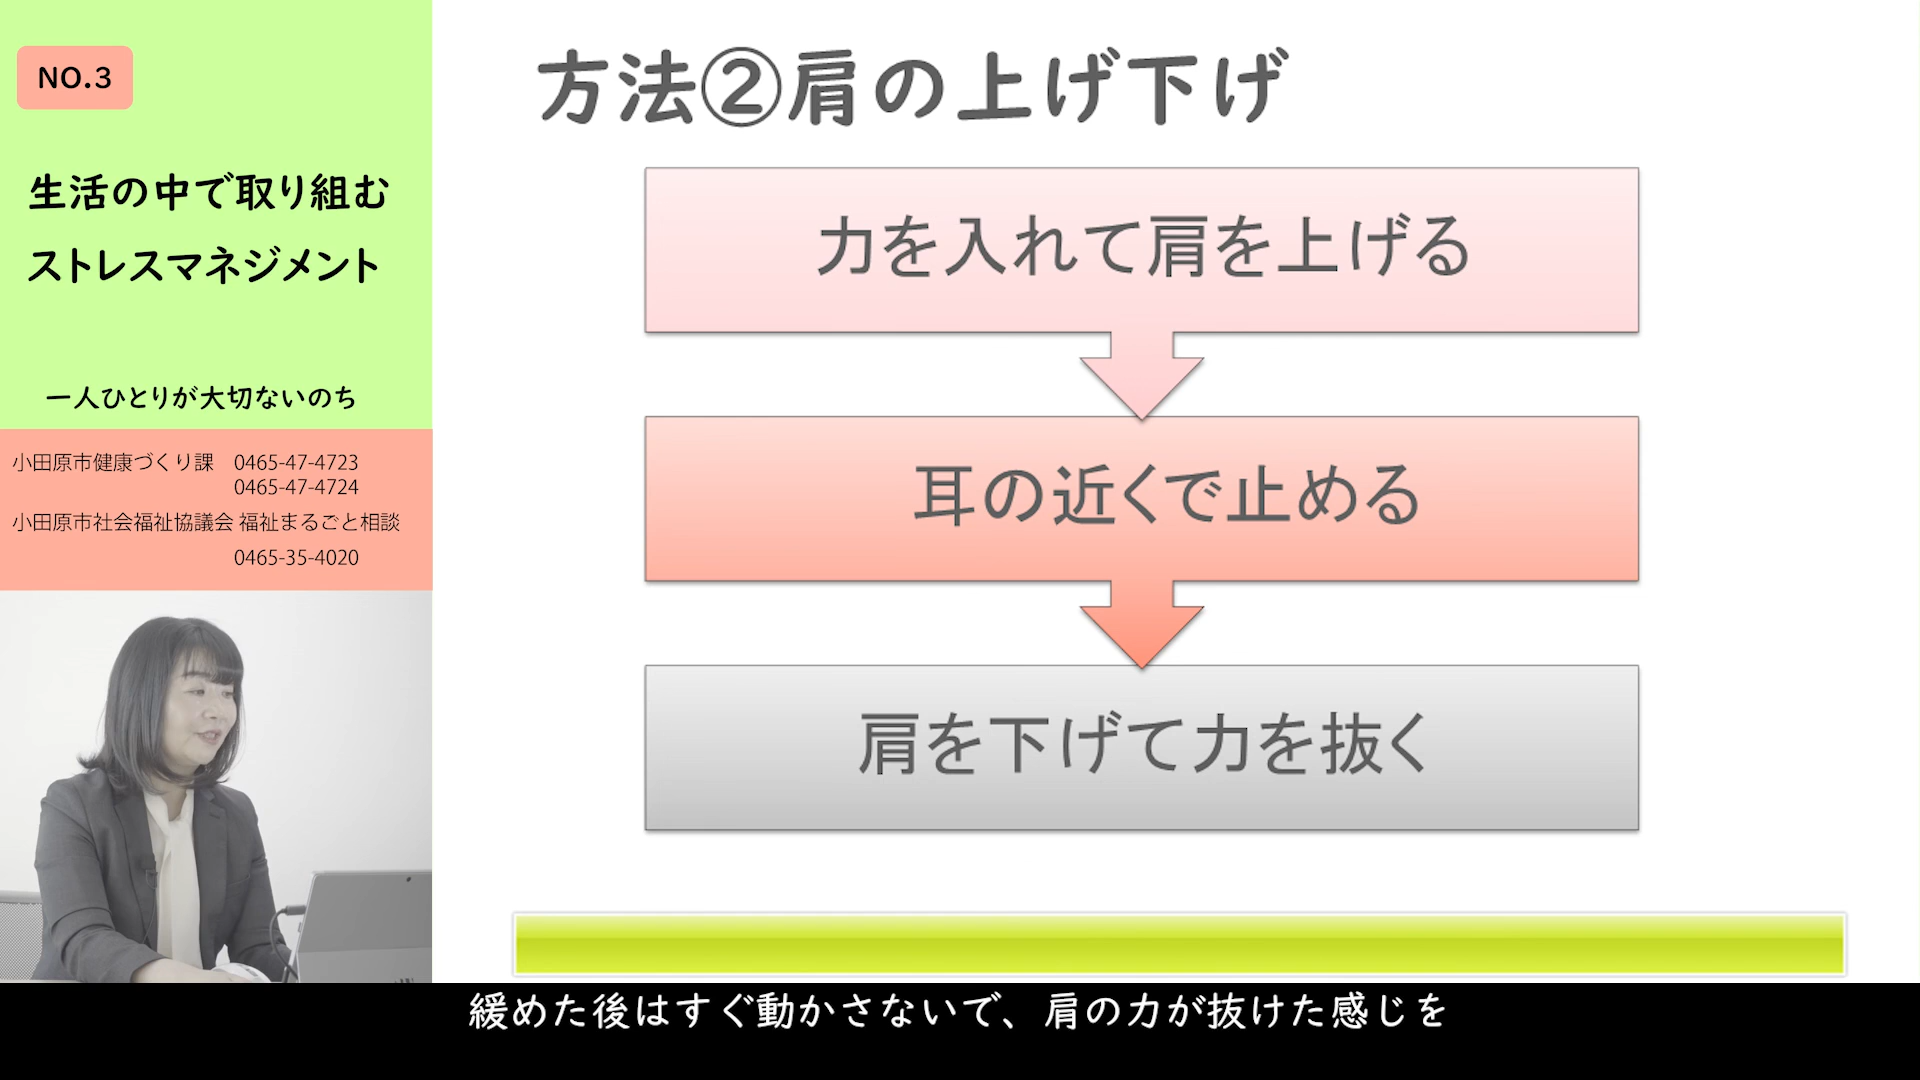 NO.3
生活の中で取り組む
ストレスマネジメント
一人ひとりが大切ないのち
小田原市健康づくり課 0465-47-4723
0465-47-4724
小田原市社会福祉協議会 福祉まるごと相談
0465-35-4020
方法②肩の上げ下げ
力を入れて肩を上げる
耳の近くで止める
肩を下げて力を抜く
緩めた後はすぐ動かさないで、肩の力が抜けた感じを